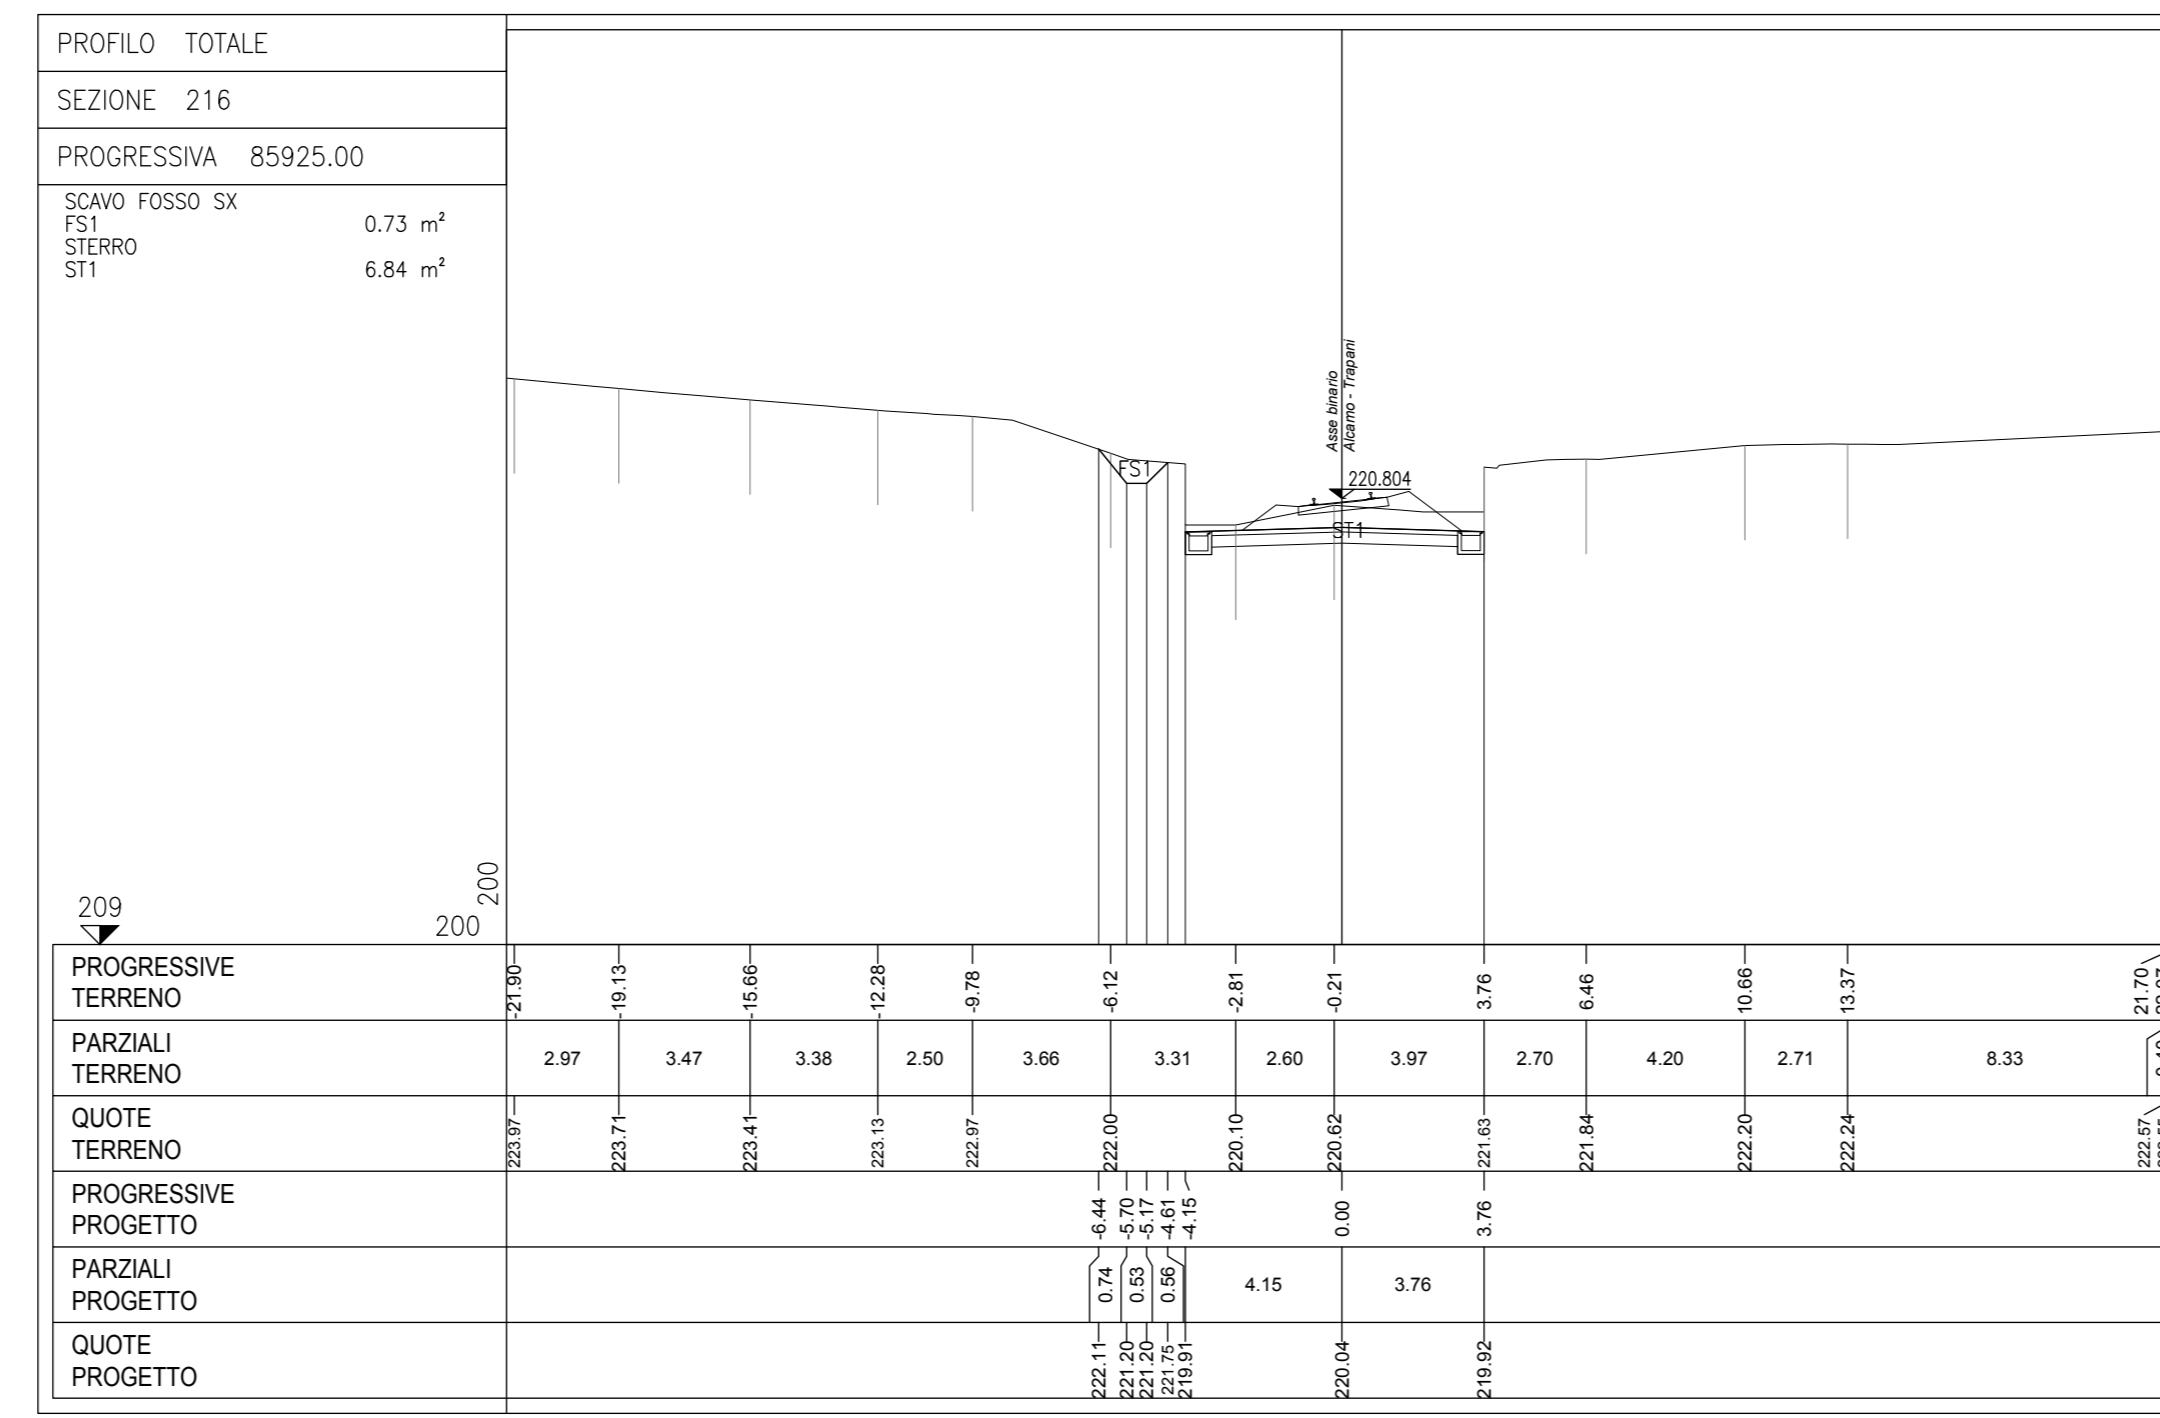 PROFILO TOTALE
SEZIONE 216
PROGRESSIVA 85925.00
SCAVO FOSSO SX
FS1 0.73 m²
STERRO
ST1 6.84 m²
Asse binario
Alcamo - Trapani
FS1
220.804
ST1
200
209
200
PROGRESSIVE
TERRENO
-21.90 -19.13 -15.66 -12.28 -9.78 -6.12 -2.81 -0.21 3.76 6.46 10.66 13.37 21.70
PARZIALI
TERRENO
2.97 3.47 3.38 2.50 3.66 3.31 2.60 3.97 2.70 4.20 2.71 8.33
QUOTE
TERRENO
223.97 223.71 223.41 223.13 222.97 222.00 220.10 220.62 221.63 221.84 222.20 222.24 222.57
PROGRESSIVE
PROGETTO
-6.44 -5.70 -5.17 -4.61 -4.15 0.00 3.76
PARZIALI
PROGETTO
0.74 0.53 0.56 4.15 3.76
QUOTE
PROGETTO
222.11 221.20 221.20 221.75 219.91 220.04 219.92